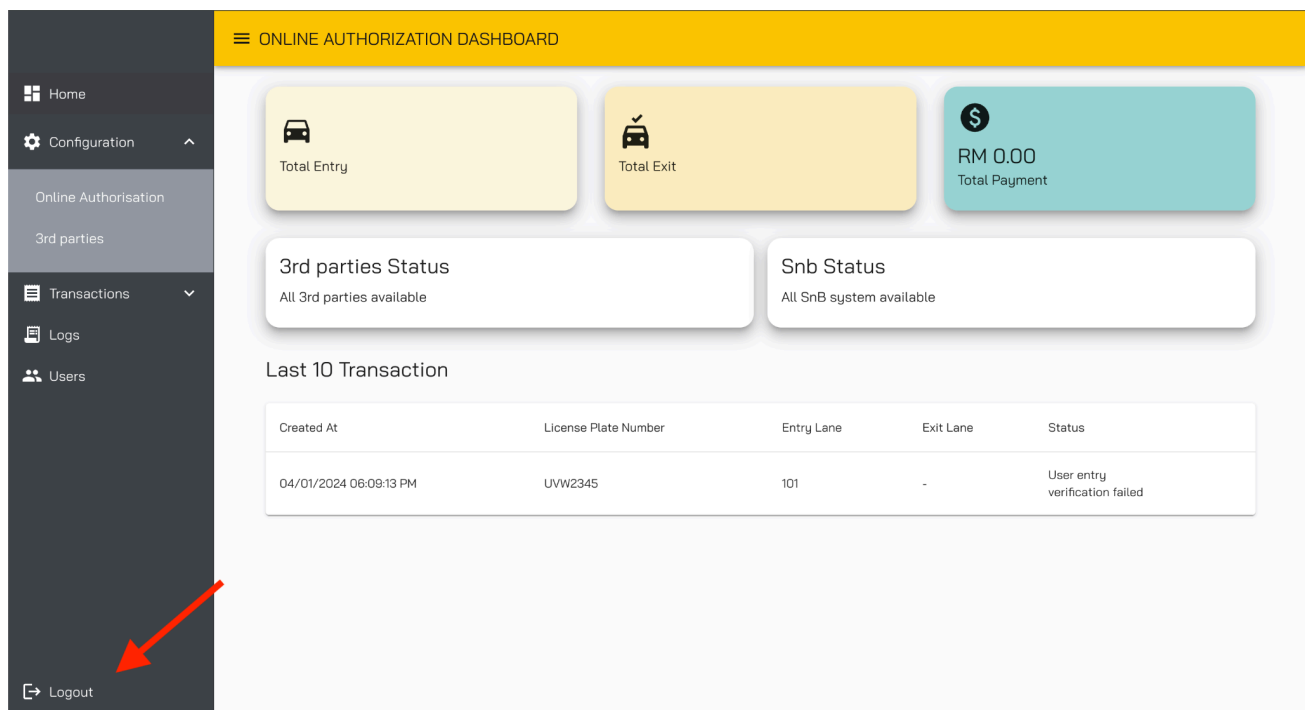 ONLINE AUTHORIZATION DASHBOARD
Home
Configuration
Online Authorisation
3rd parties
Transactions
Logs
Users
Logout
Total Entry
Total Exit
RM 0.00
Total Payment
3rd parties Status
All 3rd parties available
Snb Status
All SnB system available
Last 10 Transaction
Created At License Plate Number Entry Lane Exit Lane Status
04/01/2024 06:09:13 PM UVW2345 101 - User entry
verification failed